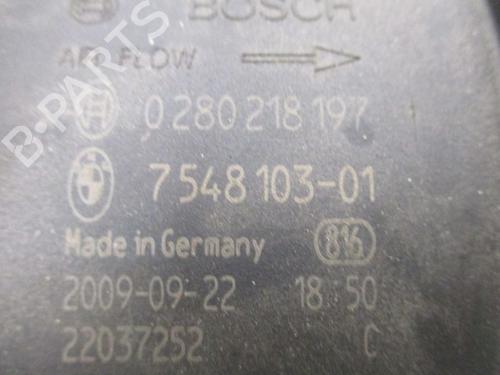 BOSCH
AIR FLOW
0 280 218 197
7 548 103-01
Made in Germany 816
2009-09-22 18:50
22037252 C
B-PARTS